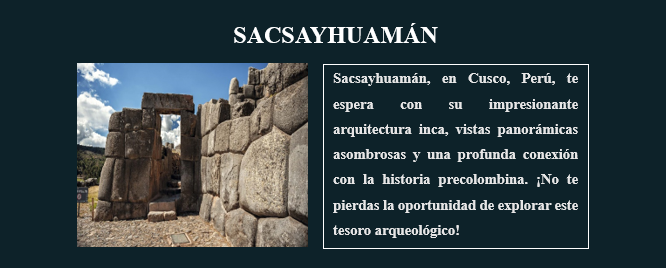 SACSAYHUAMÁN
Sacsayhuamán, en Cusco, Perú, te
espera con su impresionante
arquitectura inca, vistas panorámicas
asombrosas y una profunda conexión
con la historia precolombina. ¡No te
pierdas la oportunidad de explorar este
tesoro arqueológico!